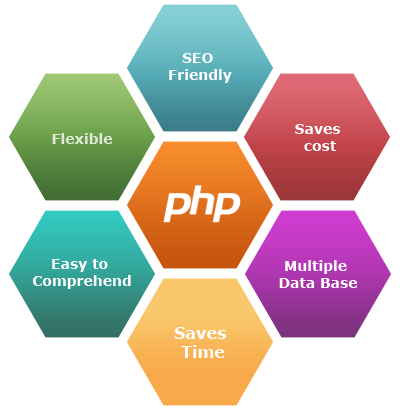 SEO
Friendly
Flexible
Saves
cost
php
Easy to
Comprehend
Multiple
Data Base
Saves
Time